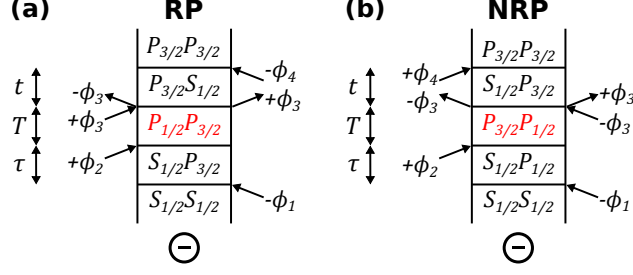 (a) RP
P3/2P3/2
-ϕ4
t
P3/2S1/2
-ϕ3
+ϕ3
T
+ϕ3
P1/2P3/2
+ϕ2
τ
S1/2P3/2
S1/2S1/2
-ϕ1
−
(b) NRP
P3/2P3/2
+ϕ4
t
S1/2P3/2
-ϕ3
+ϕ3
T
P3/2P1/2
-ϕ3
+ϕ2
τ
S1/2P1/2
S1/2S1/2
-ϕ1
−